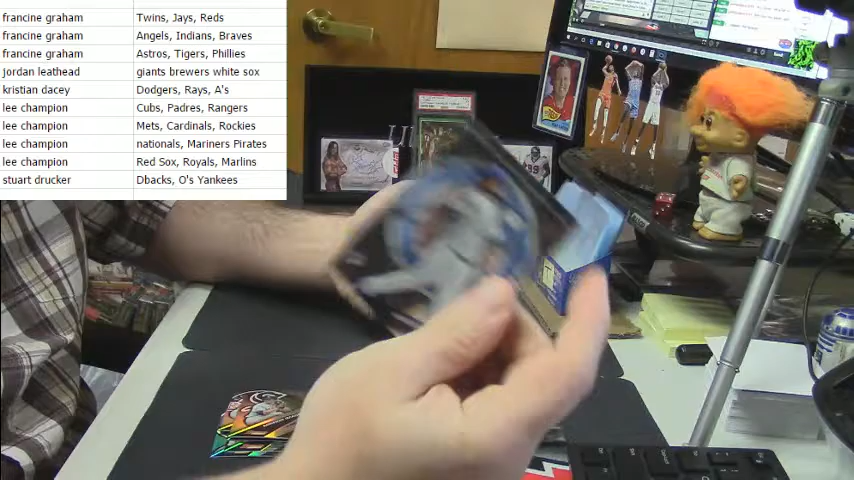 francine graham Twins, Jays, Reds
francine graham Angels, Indians, Braves
francine graham Astros, Tigers, Phillies
jordan leathead giants brewers white sox
kristian dacey Dodgers, Rays, A's
lee champion Cubs, Padres, Rangers
lee champion Mets, Cardinals, Rockies
lee champion nationals, Mariners Pirates
lee champion Red Sox, Royals, Marlins
stuart drucker Dbacks, O's Yankees